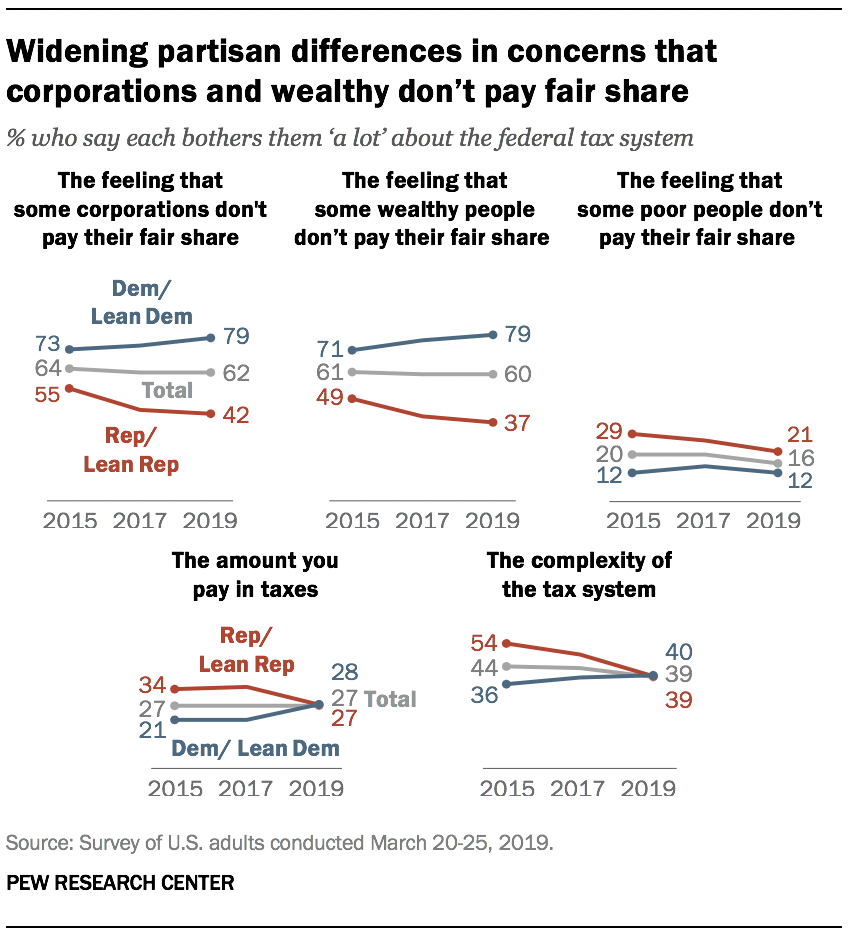 Widening partisan differences in concerns that
corporations and wealthy don’t pay fair share
% who say each bothers them ‘a lot’ about the federal tax system
The feeling that
some corporations don't
pay their fair share
Dem/
Lean Dem
73
79
64
62
Total
55
42
Rep/
Lean Rep
2015 2017 2019
The feeling that
some wealthy people
don’t pay their fair share
71
79
61
60
49
37
2015 2017 2019
The feeling that
some poor people don’t
pay their fair share
29
21
20
16
12
12
2015 2017 2019
The amount you
pay in taxes
Rep/
Lean Rep
34
28
27
27 Total
21
27
Dem/ Lean Dem
2015 2017 2019
The complexity of
the tax system
54
40
44
39
36
39
2015 2017 2019
Source: Survey of U.S. adults conducted March 20-25, 2019.
PEW RESEARCH CENTER